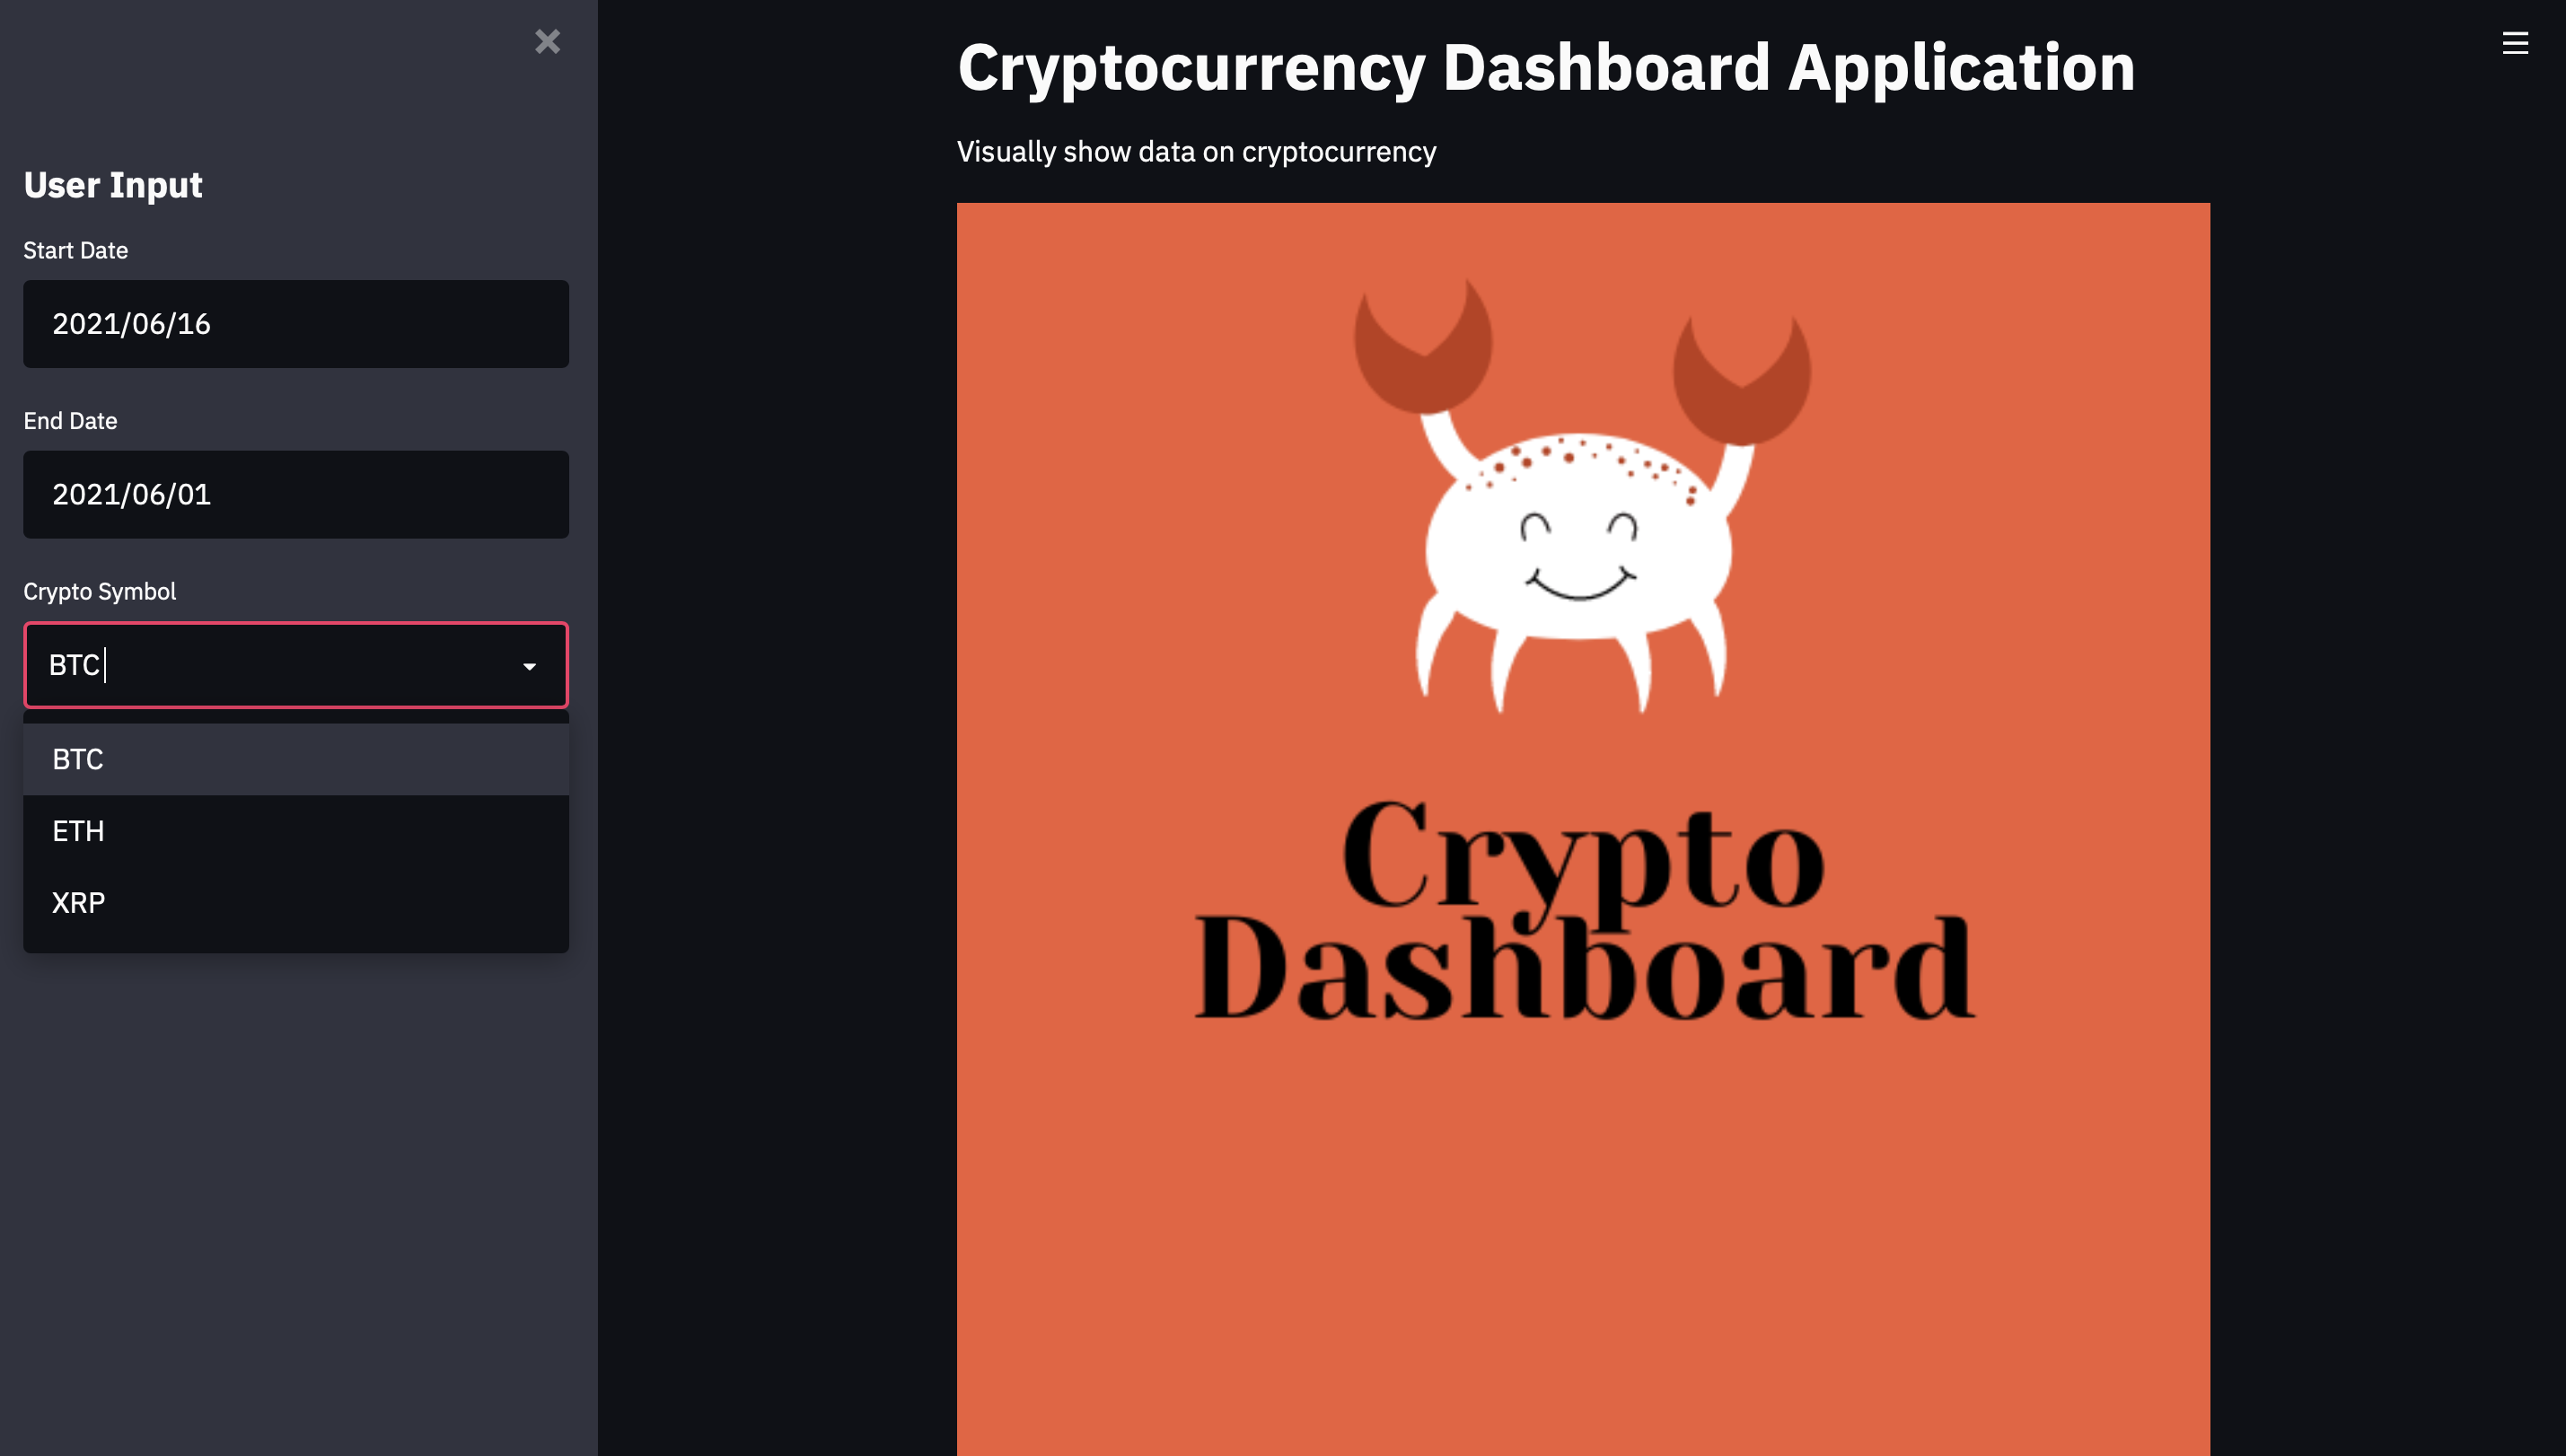 User Input
Start Date
2021/06/16
End Date
2021/06/01
Crypto Symbol
BTC
BTC
ETH
XRP
Cryptocurrency Dashboard Application
Visually show data on cryptocurrency
Crypto
Dashboard